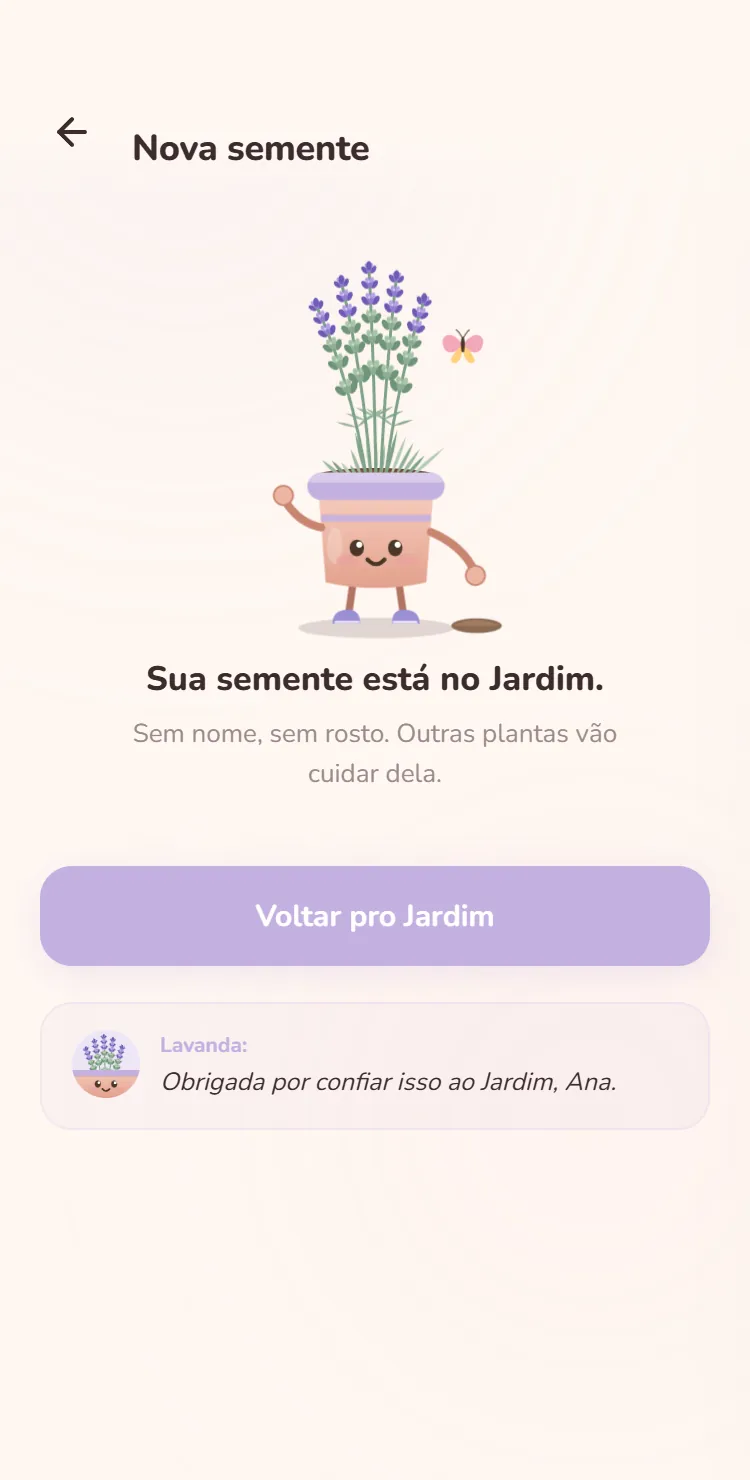 Nova semente
Sua semente está no Jardim.
Sem nome, sem rosto. Outras plantas vão
cuidar dela.
Voltar pro Jardim
Lavanda:
Obrigada por confiar isso ao Jardim, Ana.